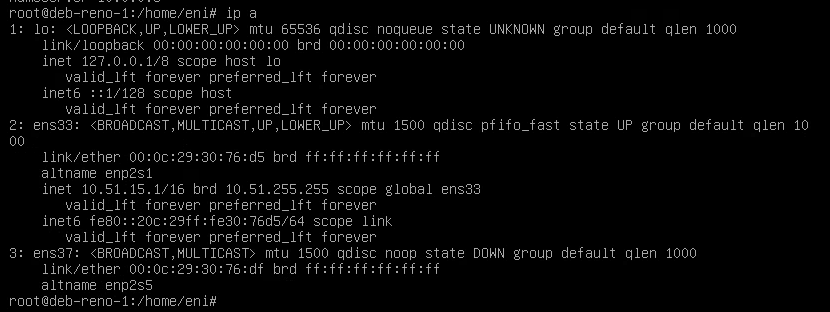 root@deb-reno-1:/home/eni# ip a
1: lo: <LOOPBACK,UP,LOWER_UP> mtu 65536 qdisc noqueue state UNKNOWN group default qlen 1000
    link/loopback 00:00:00:00:00:00 brd 00:00:00:00:00:00
    inet 127.0.0.1/8 scope host lo
       valid_lft forever preferred_lft forever
    inet6 ::1/128 scope host
       valid_lft forever preferred_lft forever
2: ens33: <BROADCAST,MULTICAST,UP,LOWER_UP> mtu 1500 qdisc pfifo_fast state UP group default qlen 10
00
    link/ether 00:0c:29:30:76:d5 brd ff:ff:ff:ff:ff:ff
    altname enp2s1
    inet 10.51.15.1/16 brd 10.51.255.255 scope global ens33
       valid_lft forever preferred_lft forever
    inet6 fe80::20c:29ff:fe30:76d5/64 scope link
       valid_lft forever preferred_lft forever
3: ens37: <BROADCAST,MULTICAST> mtu 1500 qdisc noop state DOWN group default qlen 1000
    link/ether 00:0c:29:30:76:df brd ff:ff:ff:ff:ff:ff
    altname enp2s5
root@deb-reno-1:/home/eni#